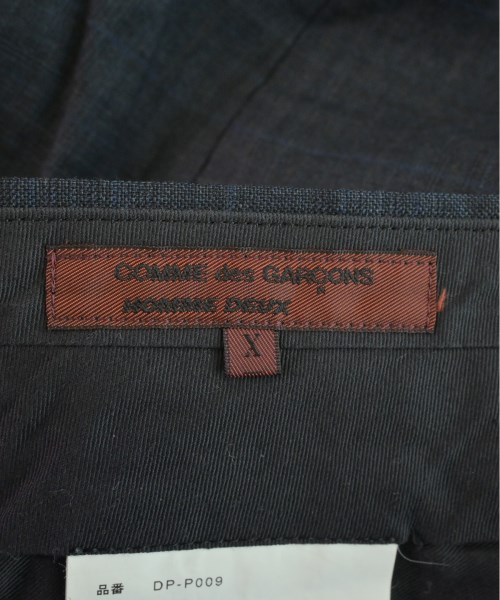 COMME des GARÇONS
HOMME DEUX
X
品番 DP-P009